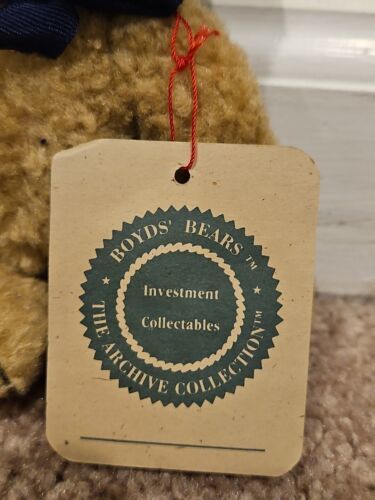 BOYDS' BEARS™
Investment
Collectables
THE ARCHIVE COLLECTION™